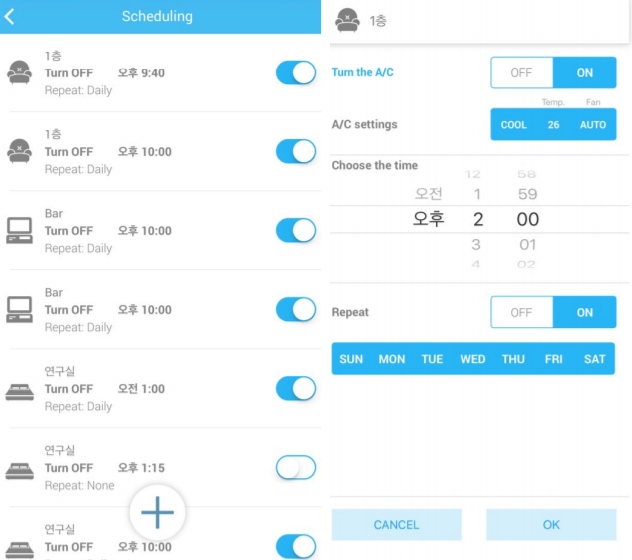 Scheduling
1층
Turn OFF 오후 9:40
Repeat: Daily
1층
Turn OFF 오후 10:00
Repeat: Daily
Bar
Turn OFF 오후 10:00
Repeat: Daily
Bar
Turn OFF 오후 10:00
Repeat: Daily
연구실
Turn OFF 오전 1:00
Repeat: Daily
연구실
Turn OFF 오후 1:15
Repeat: None
연구실
Turn OFF 오후 10:00
1층
Turn the A/C OFF ON
Temp. Fan
A/C settings COOL 26 AUTO
Choose the time
12 58
오전 1 59
오후 2 00
3 01
4 02
Repeat OFF ON
SUN MON TUE WED THU FRI SAT
CANCEL OK